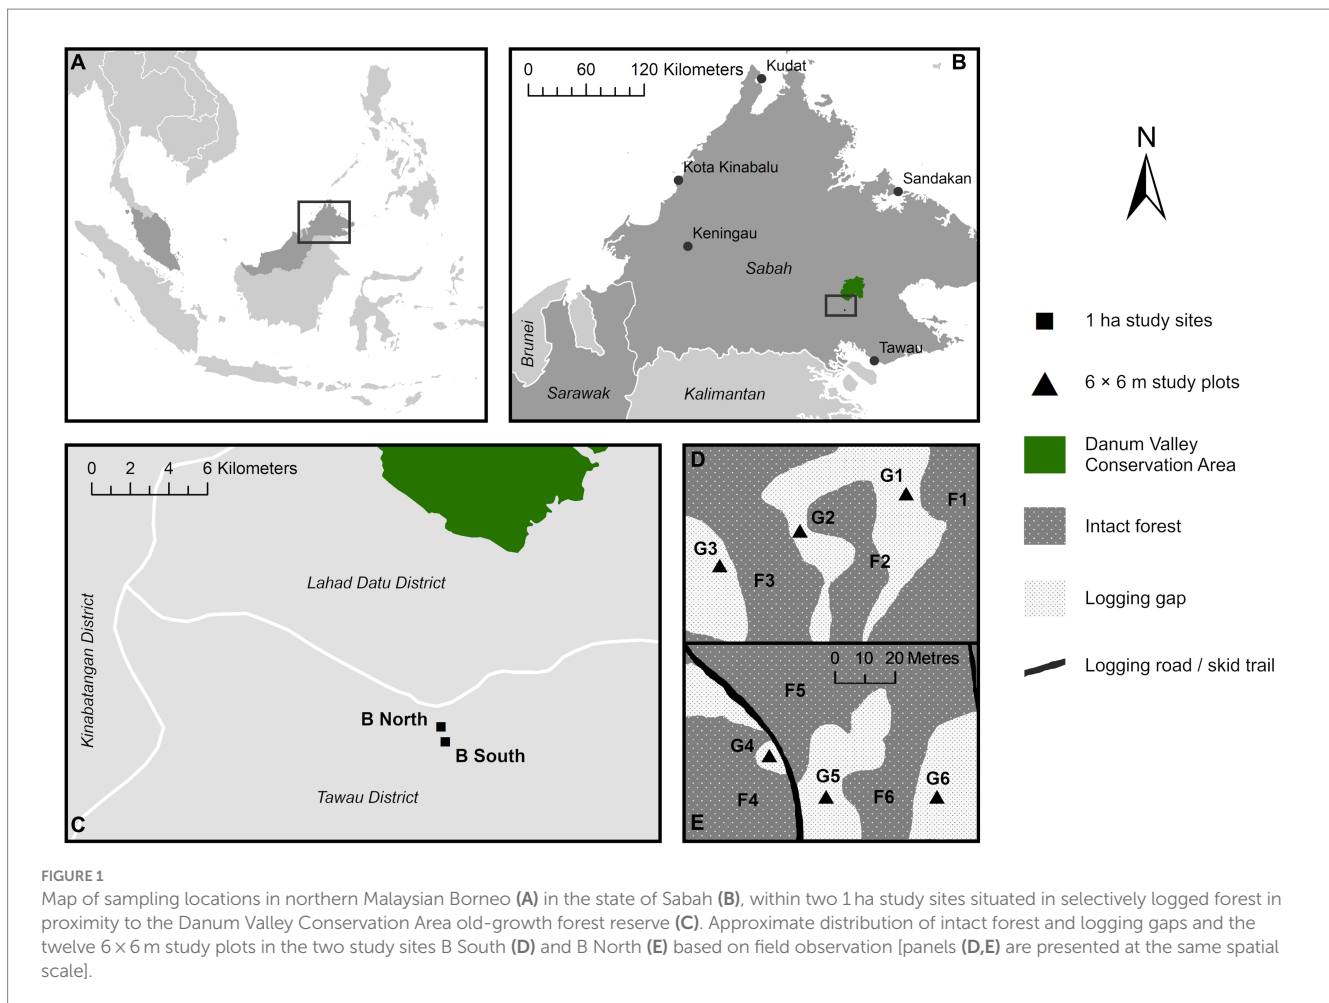 A
0 60 120 Kilometers
B
Kudat
Kota Kinabalu
Sandakan
Keningau
Sabah
Brunei
Tawau
Sarawak
Kalimantan
N
1 ha study sites
6 × 6 m study plots
Danum Valley
Conservation Area
Intact forest
Logging gap
Logging road / skid trail
0 2 4 6 Kilometers
Lahad Datu District
Kinabatangan District
B North
B South
Tawau District
C
D
G1
F1
G2
G3
F2
F3
0 10 20 Metres
F5
G4
G5
G6
F4
F6
E
FIGURE 1
Map of sampling locations in northern Malaysian Borneo (A) in the state of Sabah (B), within two 1 ha study sites situated in selectively logged forest in
proximity to the Danum Valley Conservation Area old-growth forest reserve (C). Approximate distribution of intact forest and logging gaps and the
twelve 6 × 6 m study plots in the two study sites B South (D) and B North (E) based on field observation [panels (D,E) are presented at the same spatial
scale].